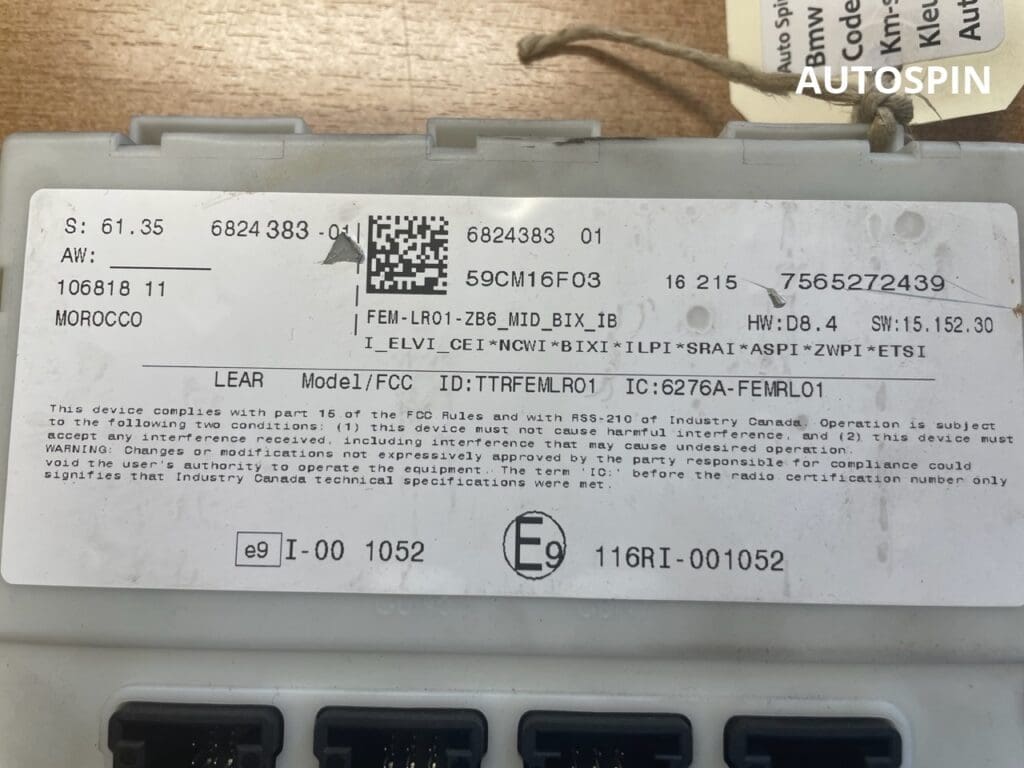 Auto Spin
Bmw
Code
Km-s
Kleu
Aut
AUTOSPIN
S: 61.35 6824383-01
AW:
106818 11
MOROCCO
6824383 01
59CM16F03 16 215 7565272439
FEM-LR01-ZB6_MID_BIX_IB HW:D8.4 SW:15.152.30
I_ELVI_CEI*NCWI*BIXI*ILPI*SRAI*ASPI*ZWPI*ETSI
LEAR Model/FCC ID:TTRFEMLR01 IC:6276A-FEMRL01
This device complies with part 15 of the FCC Rules and with RSS-210 of Industry Canada. Operation is subject
to the following two conditions: (1) this device must not cause harmful interference, and (2) this device must
accept any interference received, including interference that may cause undesired operation.
WARNING: Changes or modifications not expressively approved by the party responsible for compliance could
void the user's authority to operate the equipment. The term 'IC:' before the radio certification number only
signifies that Industry Canada technical specifications were met.
e9 I-00 1052 E9 116RI-001052